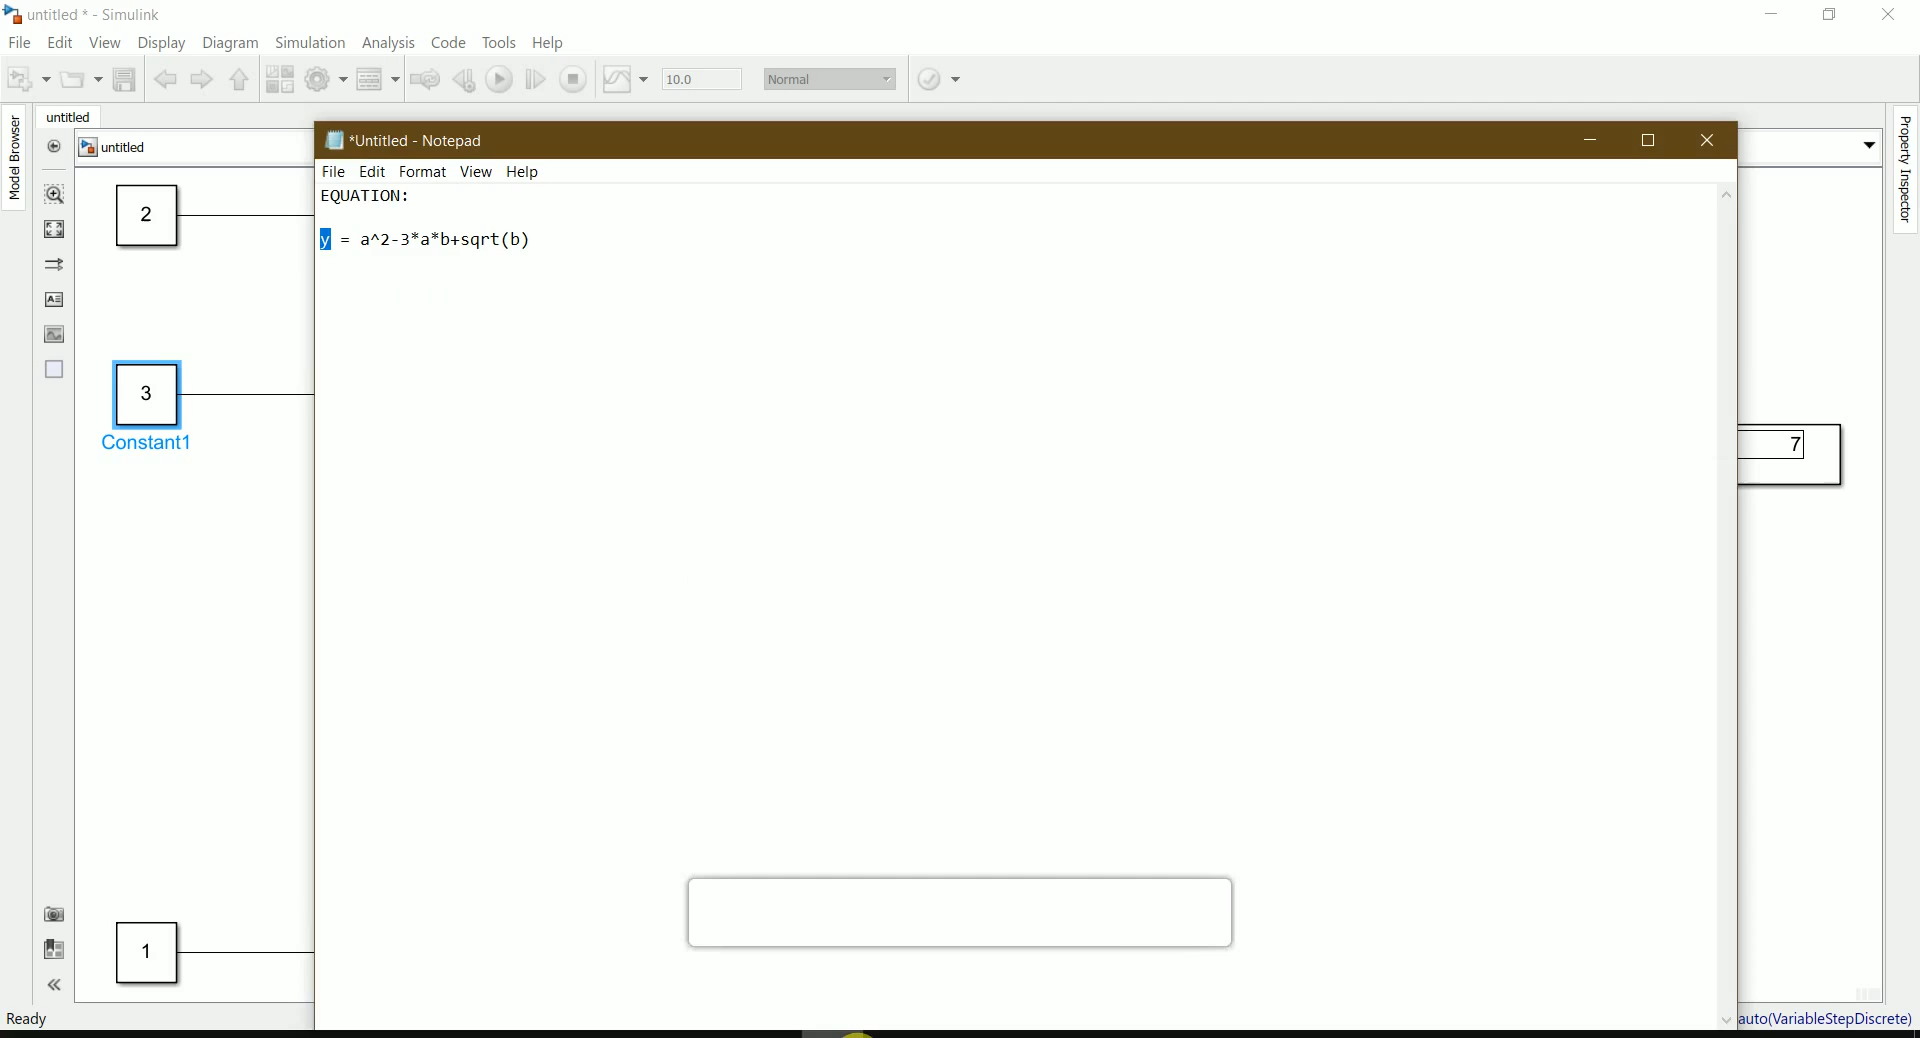 untitled * - Simulink
File Edit View Display Diagram Simulation Analysis Code Tools Help
10.0 Normal
untitled
Model Browser
untitled
Property Inspector
*Untitled - Notepad
File Edit Format View Help
EQUATION:
y = a^2-3*a*b+sqrt(b)
2
3
Constant1
7
1
Ready
auto(VariableStepDiscrete)